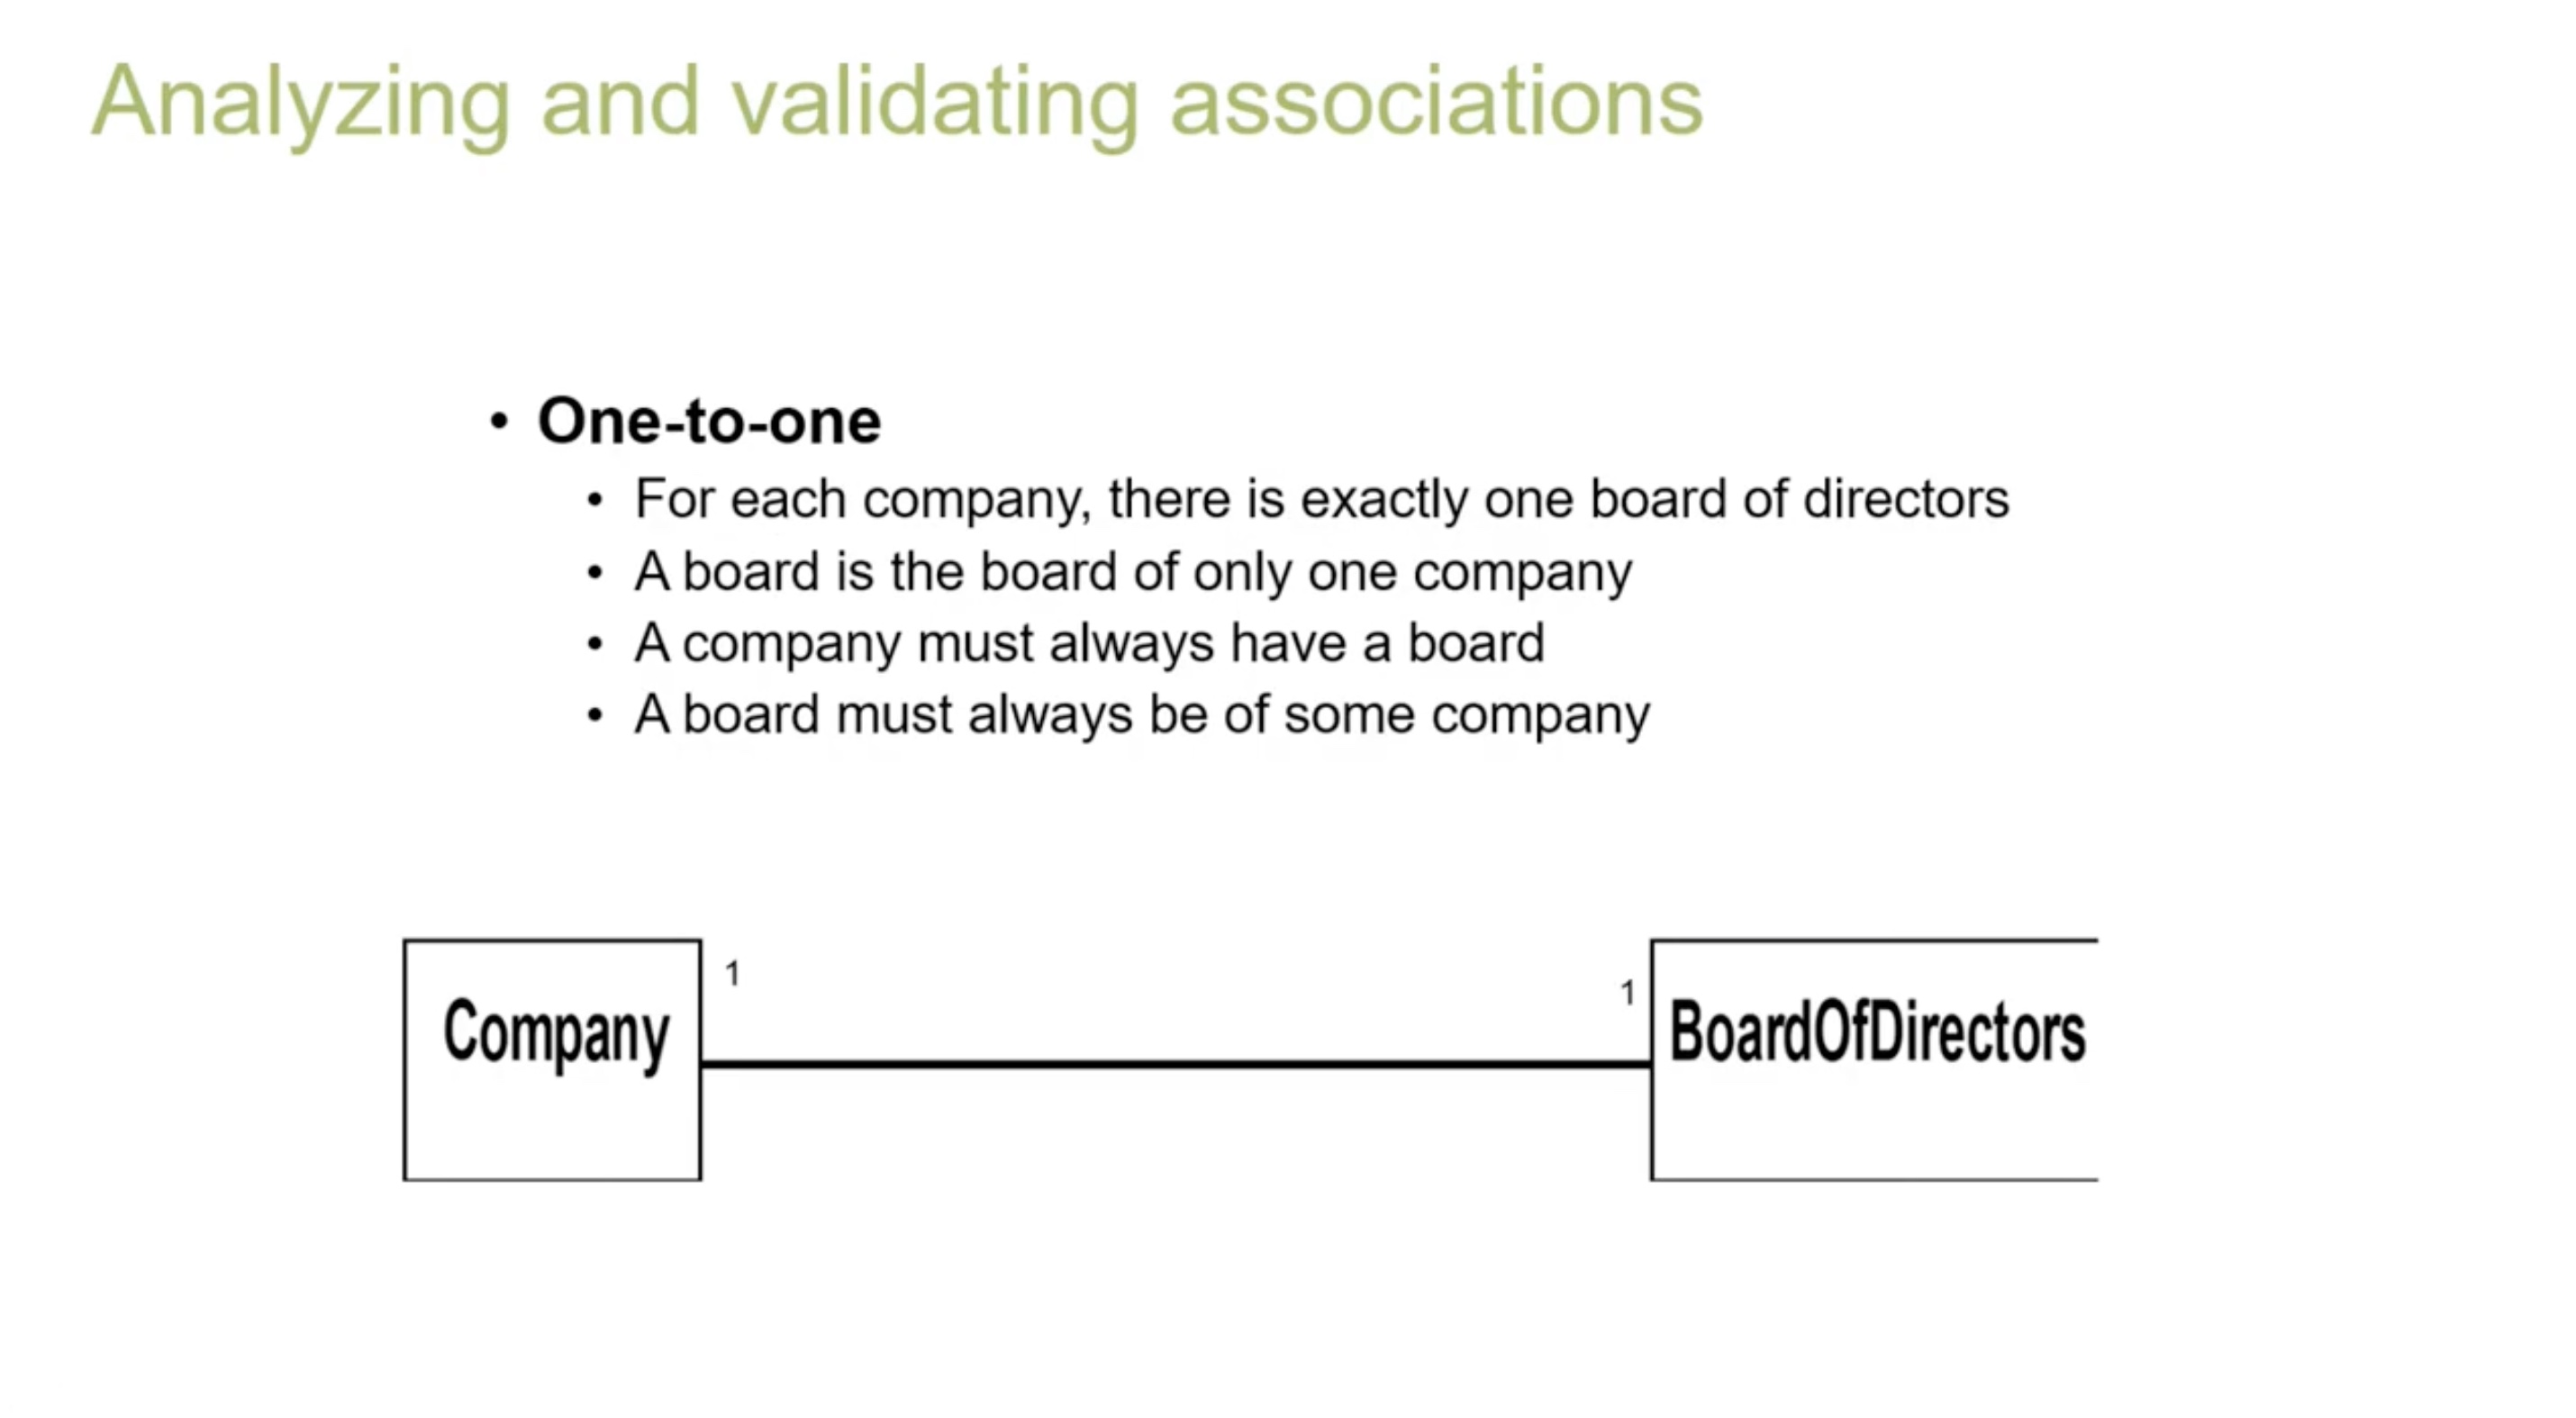 Analyzing and validating associations
• One-to-one
• For each company, there is exactly one board of directors
• A board is the board of only one company
• A company must always have a board
• A board must always be of some company
1
1
Company
BoardOfDirectors